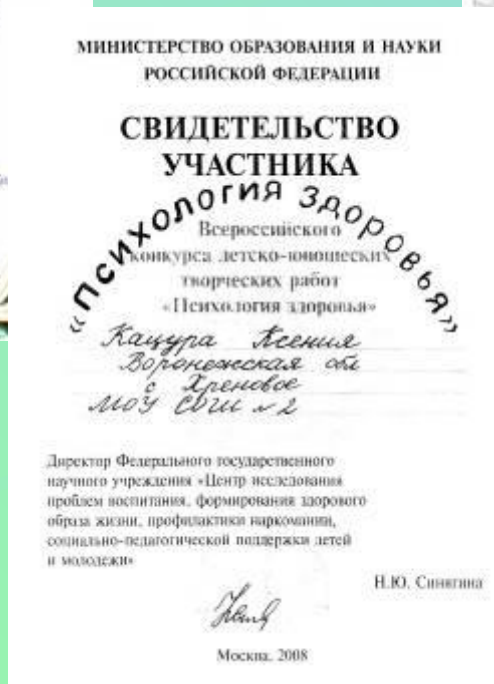 МИНИСТЕРСТВО ОБРАЗОВАНИЯ И НАУКИ
РОССИЙСКОЙ ФЕДЕРАЦИИ
СВИДЕТЕЛЬСТВО
УЧАСТНИКА
«Психология здоровья»
Всероссийского
конкурса детско-юношеских
творческих работ
«Психология здоровья»
Кацура Ксения
Воронежская обл
с Хреновое
МОУ СОШ №2
Директор Федерального государственного
научного учреждения «Центр исследования
проблем воспитания, формирования здорового
образа жизни, профилактики наркомании,
социально-педагогической поддержки детей
и молодежи»
Н.Ю. Синягина
Москва, 2008